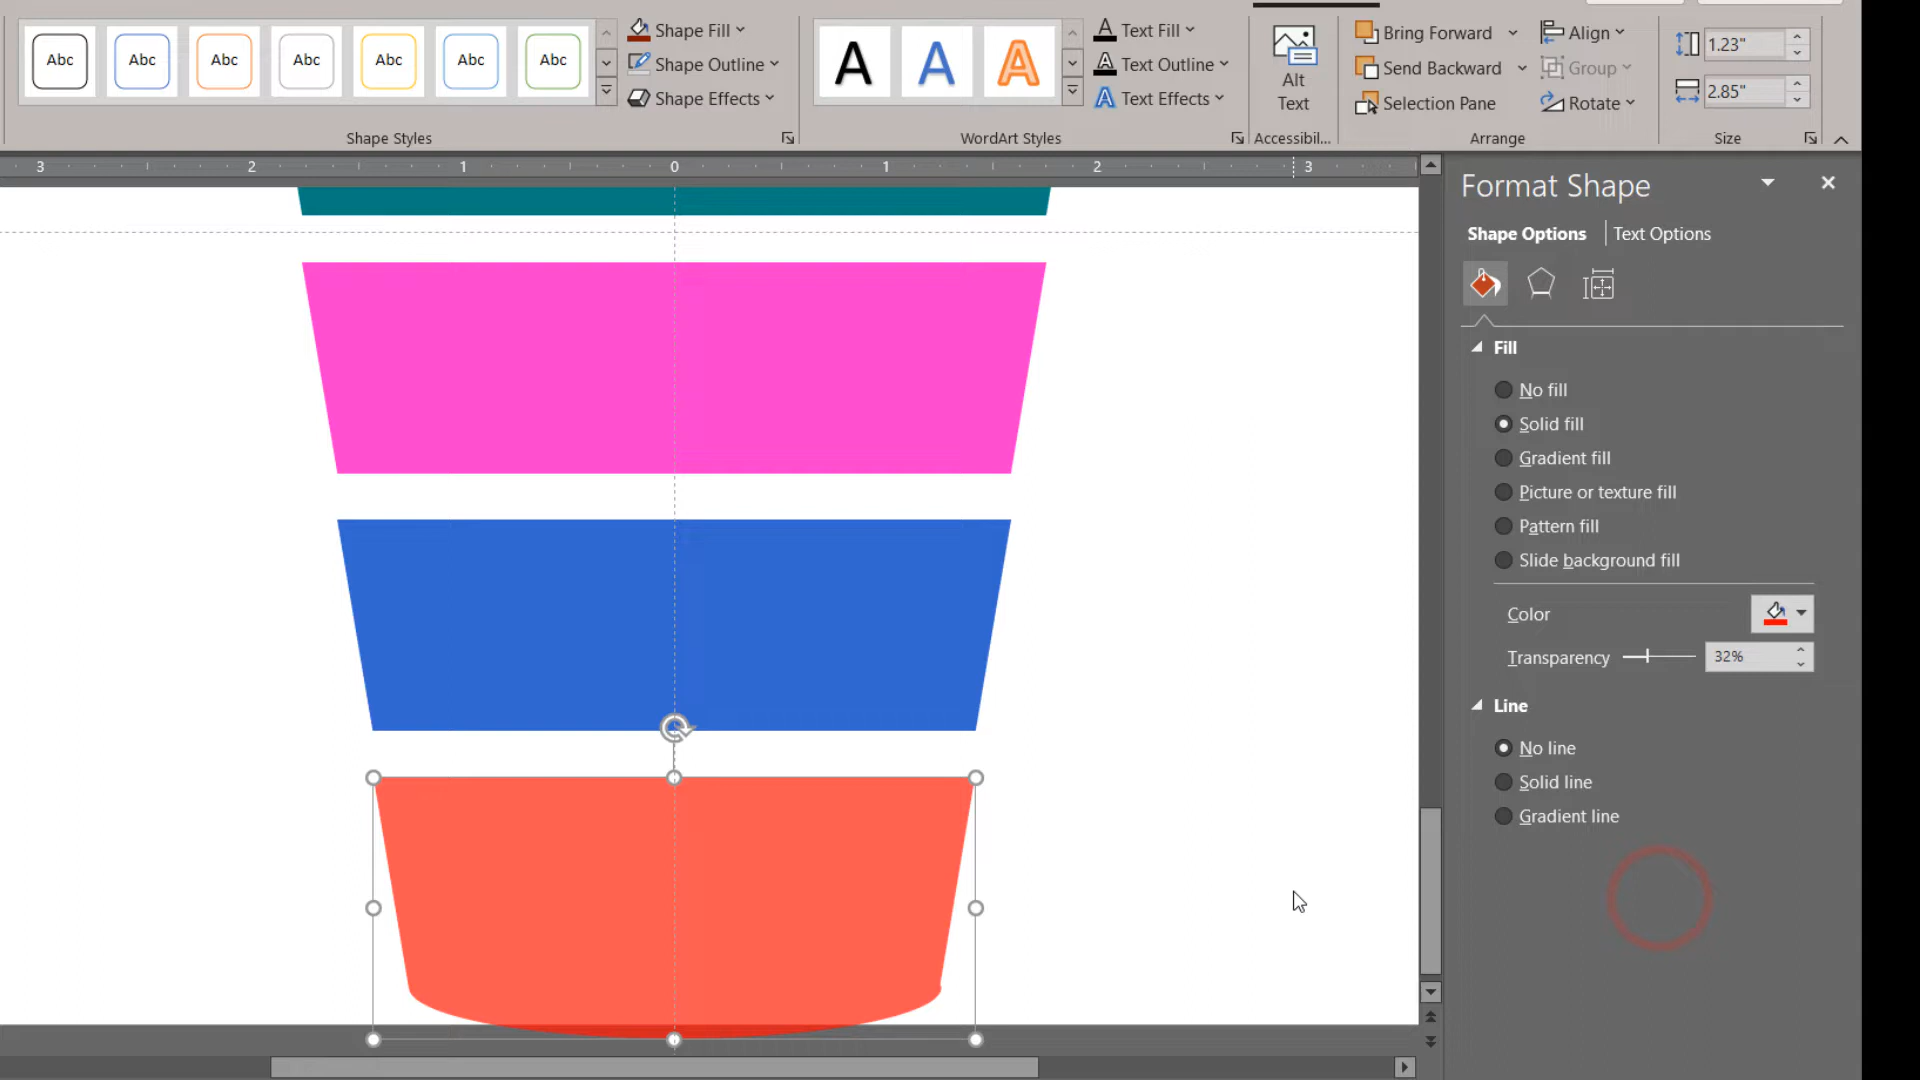 Abc Abc Abc Abc Abc Abc Abc
Shape Fill
Shape Outline
Shape Effects
Shape Styles
A A A
A Text Fill
A Text Outline
A Text Effects
WordArt Styles
Alt
Text
Accessibil...
Bring Forward
Send Backward
Selection Pane
Align
Group
Rotate
Arrange
1.23"
2.85"
Size
3 2 1 0 1 2 3
Format Shape
Shape Options Text Options
Fill
No fill
Solid fill
Gradient fill
Picture or texture fill
Pattern fill
Slide background fill
Color
Transparency 32%
Line
No line
Solid line
Gradient line